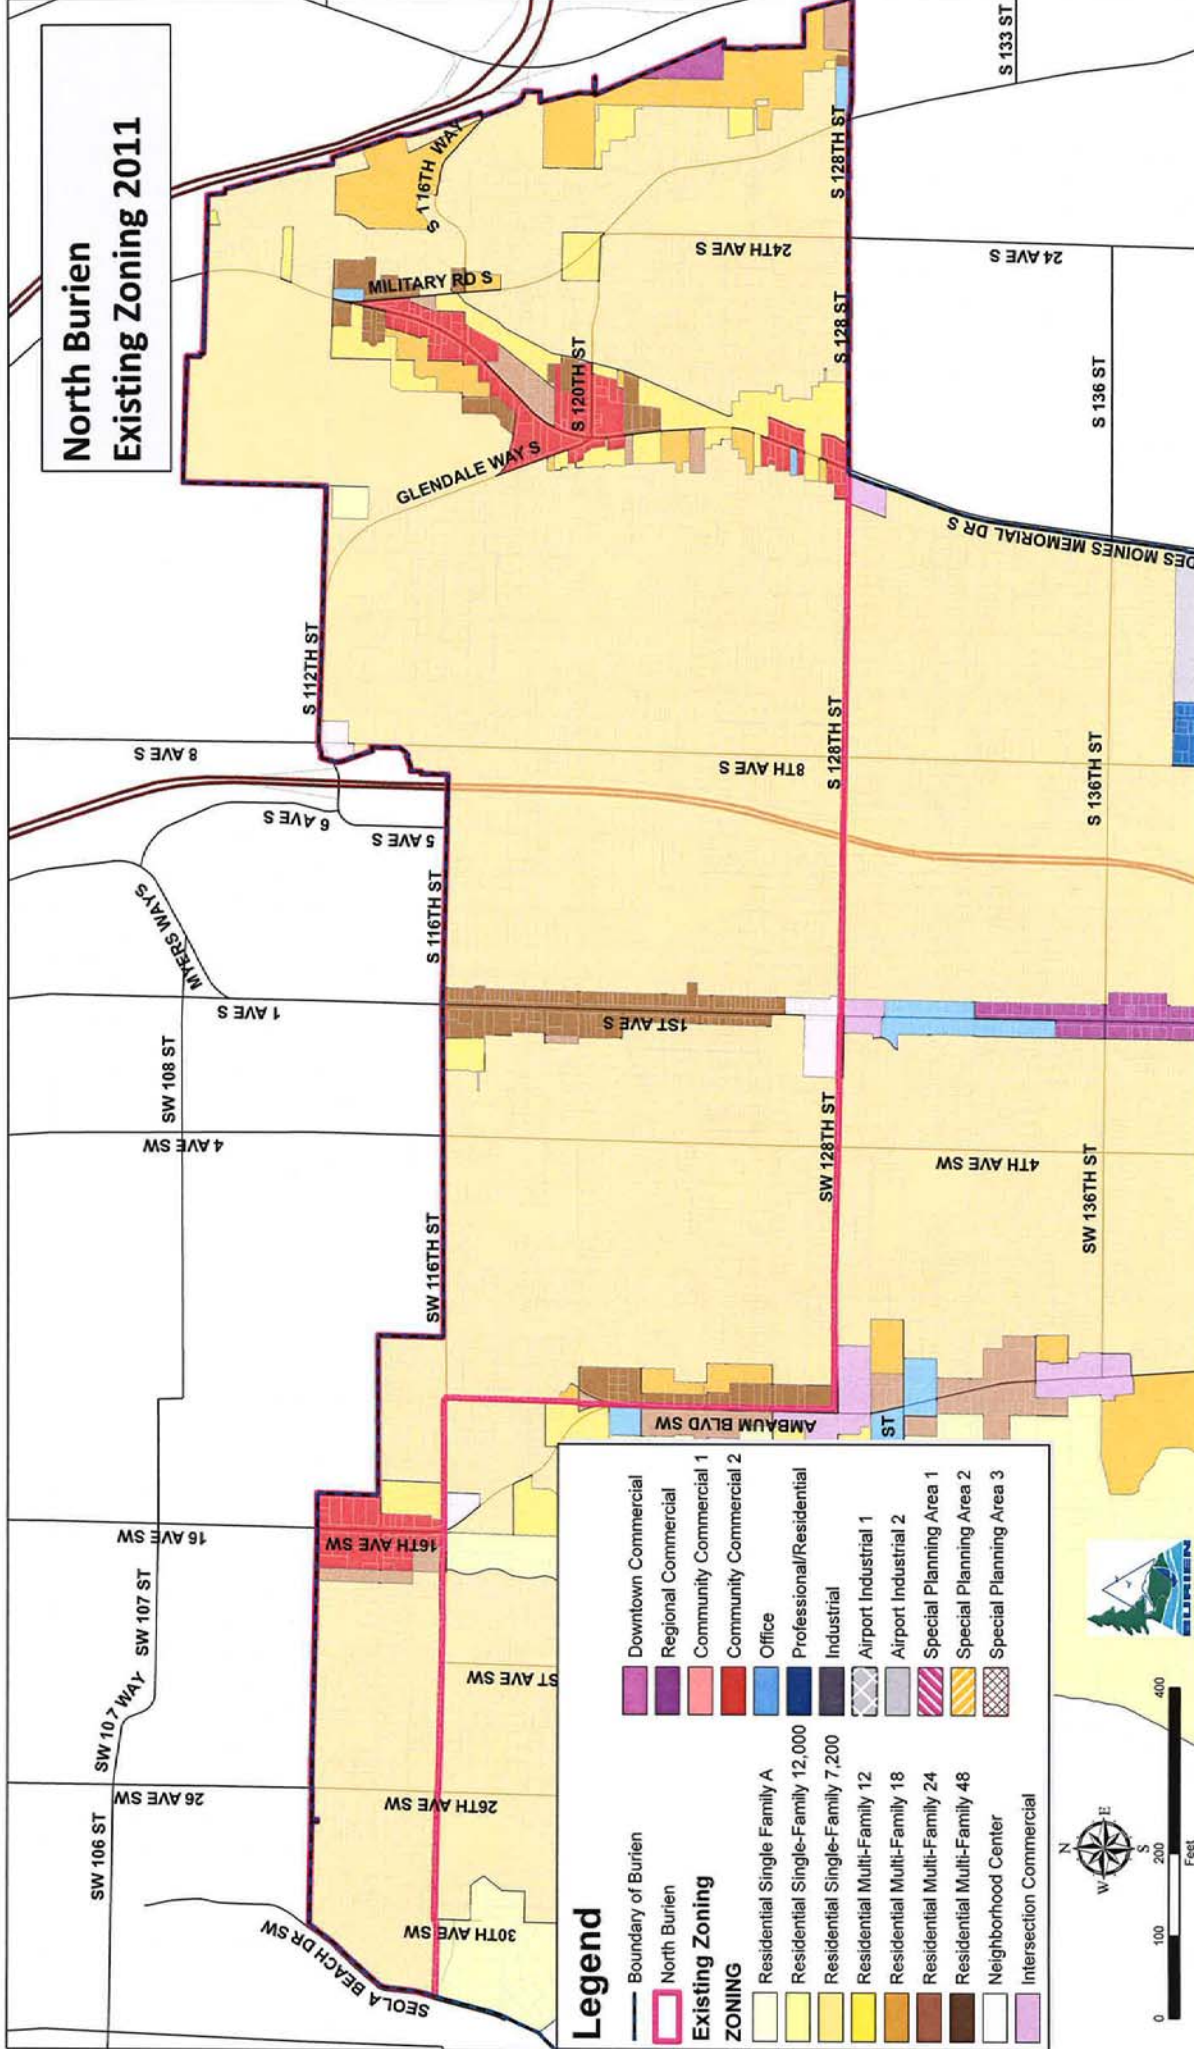 North Burien
Existing Zoning 2011
S 133 ST
S 116TH WAY
MILITARY RD S
24TH AVE S
S 128TH ST
24 AVE S
S 120TH ST
S 128 ST
S 136 ST
GLENDALE WAY S
DES MOINES MEMORIAL DR S
S 112TH ST
8 AVE S
8TH AVE S
S 128TH ST
S 136TH ST
6 AVE S
5 AVE S
MYERS WAYS
S 116TH ST
1 AVE S
1ST AVE S
SW 108 ST
4 AVE SW
SW 128TH ST
4TH AVE SW
SW 136TH ST
SW 116TH ST
AMBAUM BLVD SW
ST
16 AVE SW
16TH AVE SW
SW 107 ST
ST AVE SW
SW 107 WAY
26 AVE SW
26TH AVE SW
SW 106 ST
SEOLA BEACH DR SW
30TH AVE SW
Legend
Boundary of Burien
North Burien
Existing Zoning
ZONING
Residential Single Family A
Residential Single-Family 12,000
Residential Single-Family 7,200
Residential Multi-Family 12
Residential Multi-Family 18
Residential Multi-Family 24
Residential Multi-Family 48
Neighborhood Center
Intersection Commercial
Downtown Commercial
Regional Commercial
Community Commercial 1
Community Commercial 2
Office
Professional/Residential
Industrial
Airport Industrial 1
Airport Industrial 2
Special Planning Area 1
Special Planning Area 2
Special Planning Area 3
N
W E
S
0 100 200 400
Feet
BURIEN